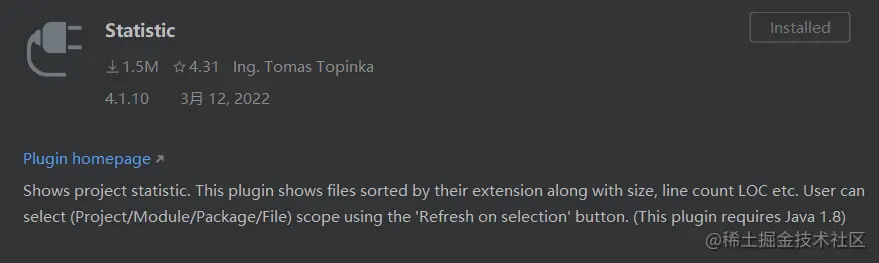 Statistic
Installed
1.5M 4.31 Ing. Tomas Topinka
4.1.10 3月 12, 2022
Plugin homepage
Shows project statistic. This plugin shows files sorted by their extension along with size, line count LOC etc. User can
select (Project/Module/Package/File) scope using the 'Refresh on selection' button. (This plugin requires Java 1.8)
@稀土掘金技术社区